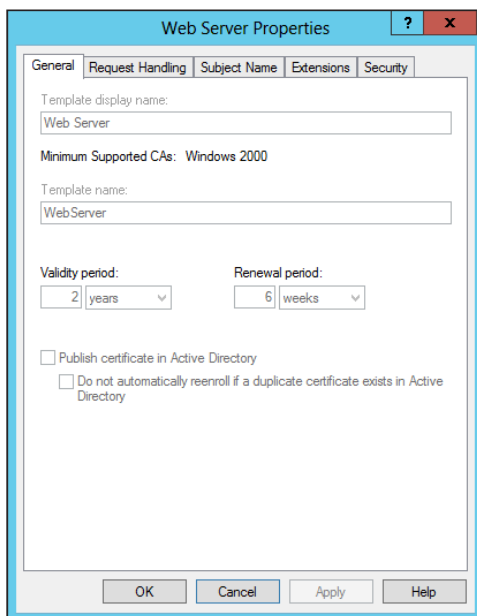 Web Server Properties
? x
General Request Handling Subject Name Extensions Security
Template display name:
Web Server
Minimum Supported CAs: Windows 2000
Template name:
WebServer
Validity period: Renewal period:
2 years 6 weeks
Publish certificate in Active Directory
Do not automatically reenroll if a duplicate certificate exists in Active
Directory
OK Cancel Apply Help